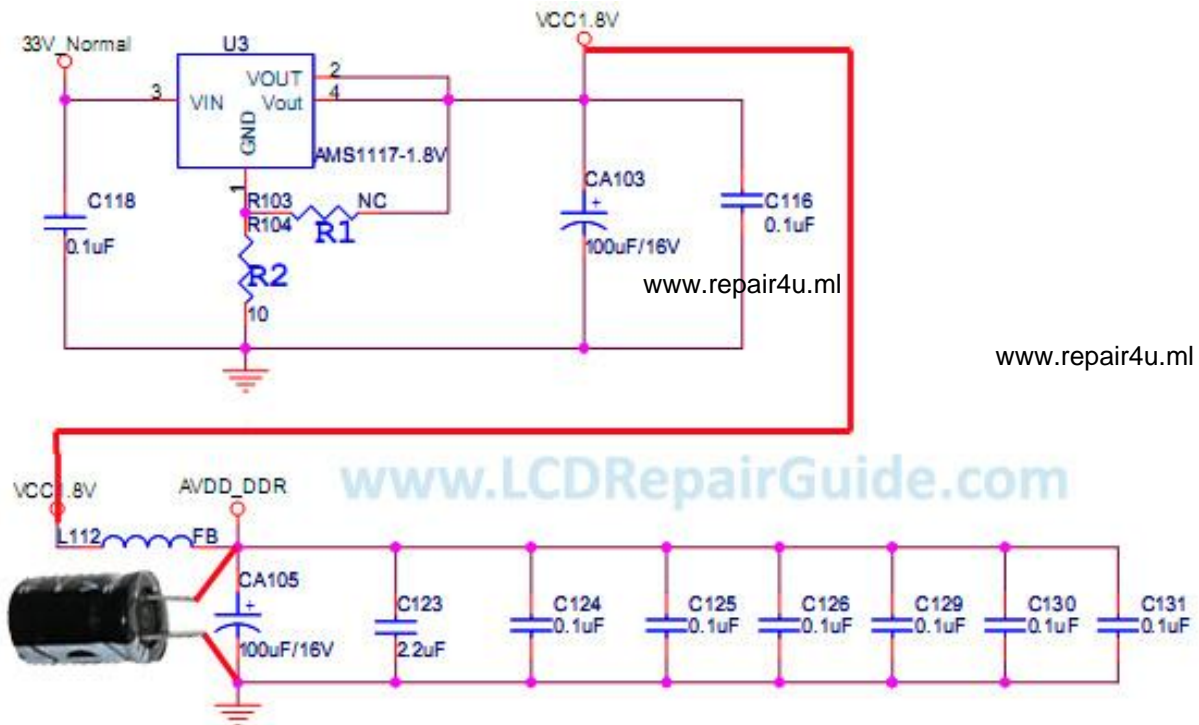 VCC1.8V
33V_Normal
U3
3
VIN
VOUT
2
Vout
4
GND
AMS1117-1.8V
1
C118
0.1uF
R103
NC
R104
R1
R2
10
CA103
+
100uF/16V
C116
0.1uF
www.repair4u.ml
www.repair4u.ml
www.LCDRepairGuide.com
VCC1.8V
AVDD_DDR
L112
FB
CA105
+
100uF/16V
C123
2.2uF
C124
0.1uF
C125
0.1uF
C126
0.1uF
C129
0.1uF
C130
0.1uF
C131
0.1uF